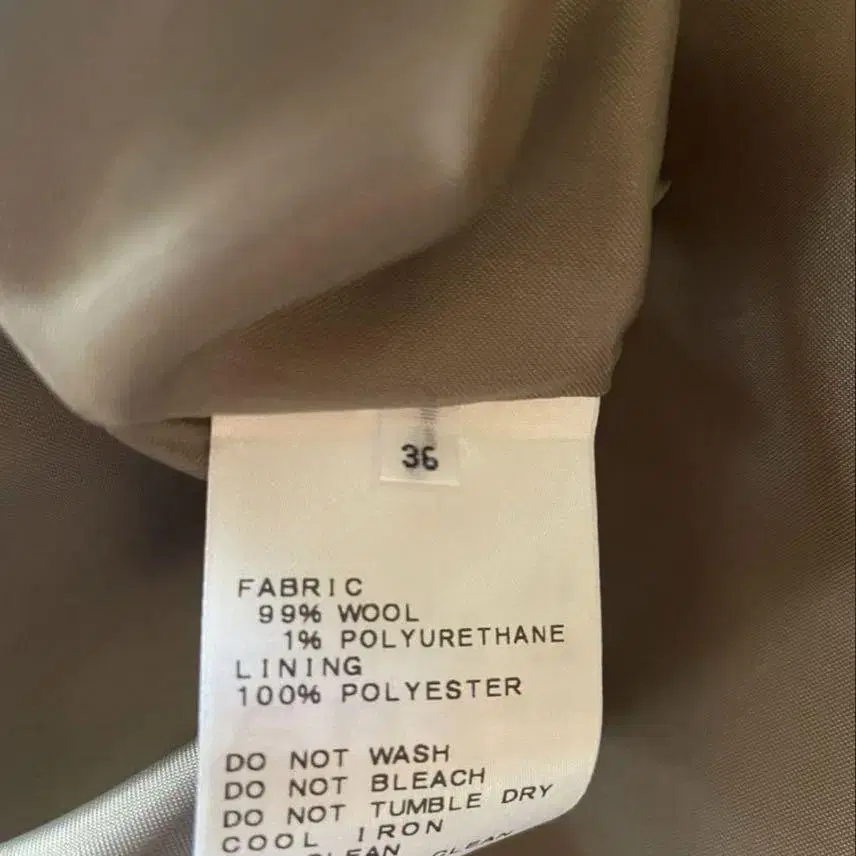 36
FABRIC
99% WOOL
1% POLYURETHANE
LINING
100% POLYESTER
DO NOT WASH
DO NOT BLEACH
DO NOT TUMBLE DRY
COOL IRON
CLEAN